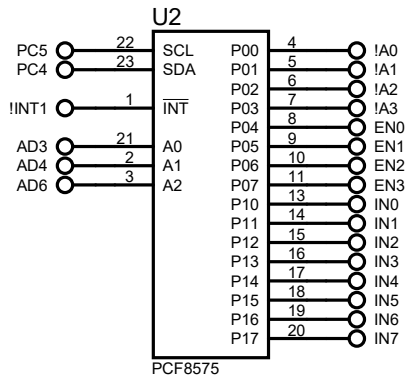 U2
PC5 22 SCL P00 4 !A0
PC4 23 SDA P01 5 !A1
P02 6 !A2
!INT1 1 INT P03 7 !A3
P04 8 EN0
AD3 21 A0 P05 9 EN1
AD4 2 A1 P06 10 EN2
AD6 3 A2 P07 11 EN3
P10 13 IN0
P11 14 IN1
P12 15 IN2
P13 16 IN3
P14 17 IN4
P15 18 IN5
P16 19 IN6
P17 20 IN7
PCF8575